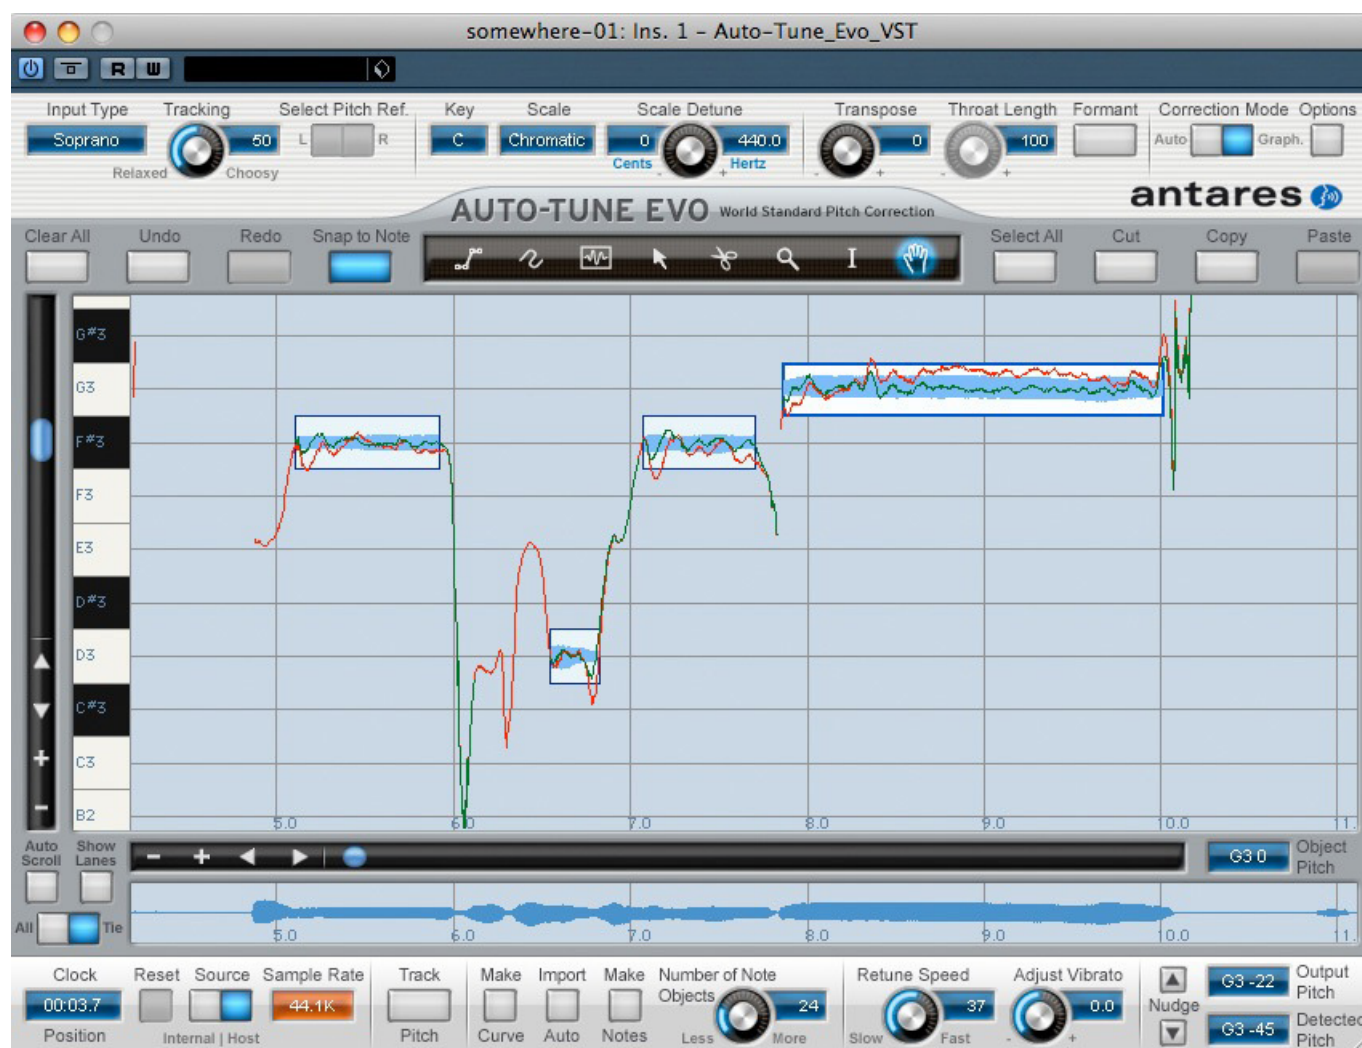 somewhere-01: Ins. 1 - Auto-Tune_Evo_VST
R W
Input Type Tracking Select Pitch Ref. Key Scale Scale Detune Transpose Throat Length Formant Correction Mode Options
Soprano 50 L R C Chromatic 0 440.0 0 100 Auto Graph.
Relaxed Choosy Cents - + Hertz - + - +
AUTO-TUNE EVO World Standard Pitch Correction antares
Clear All Undo Redo Snap to Note Select All Cut Copy Paste
G#3
G3
F#3
F3
E3
D#3
D3
C#3
C3
B2
5.0 6.0 7.0 8.0 9.0 10.0 11.
Auto Scroll Show Lanes G3 0 Object Pitch
All Tie
5.0 6.0 7.0 8.0 9.0 10.0 11.
Clock Reset Source Sample Rate Track Make Import Make Number of Note Objects Retune Speed Adjust Vibrato G3 -22 Output Pitch
00:03.7 44.1K 24 37 0.0 Nudge
Position Internal | Host Pitch Curve Auto Notes Less More Slow Fast - + G3 -45 Detected Pitch